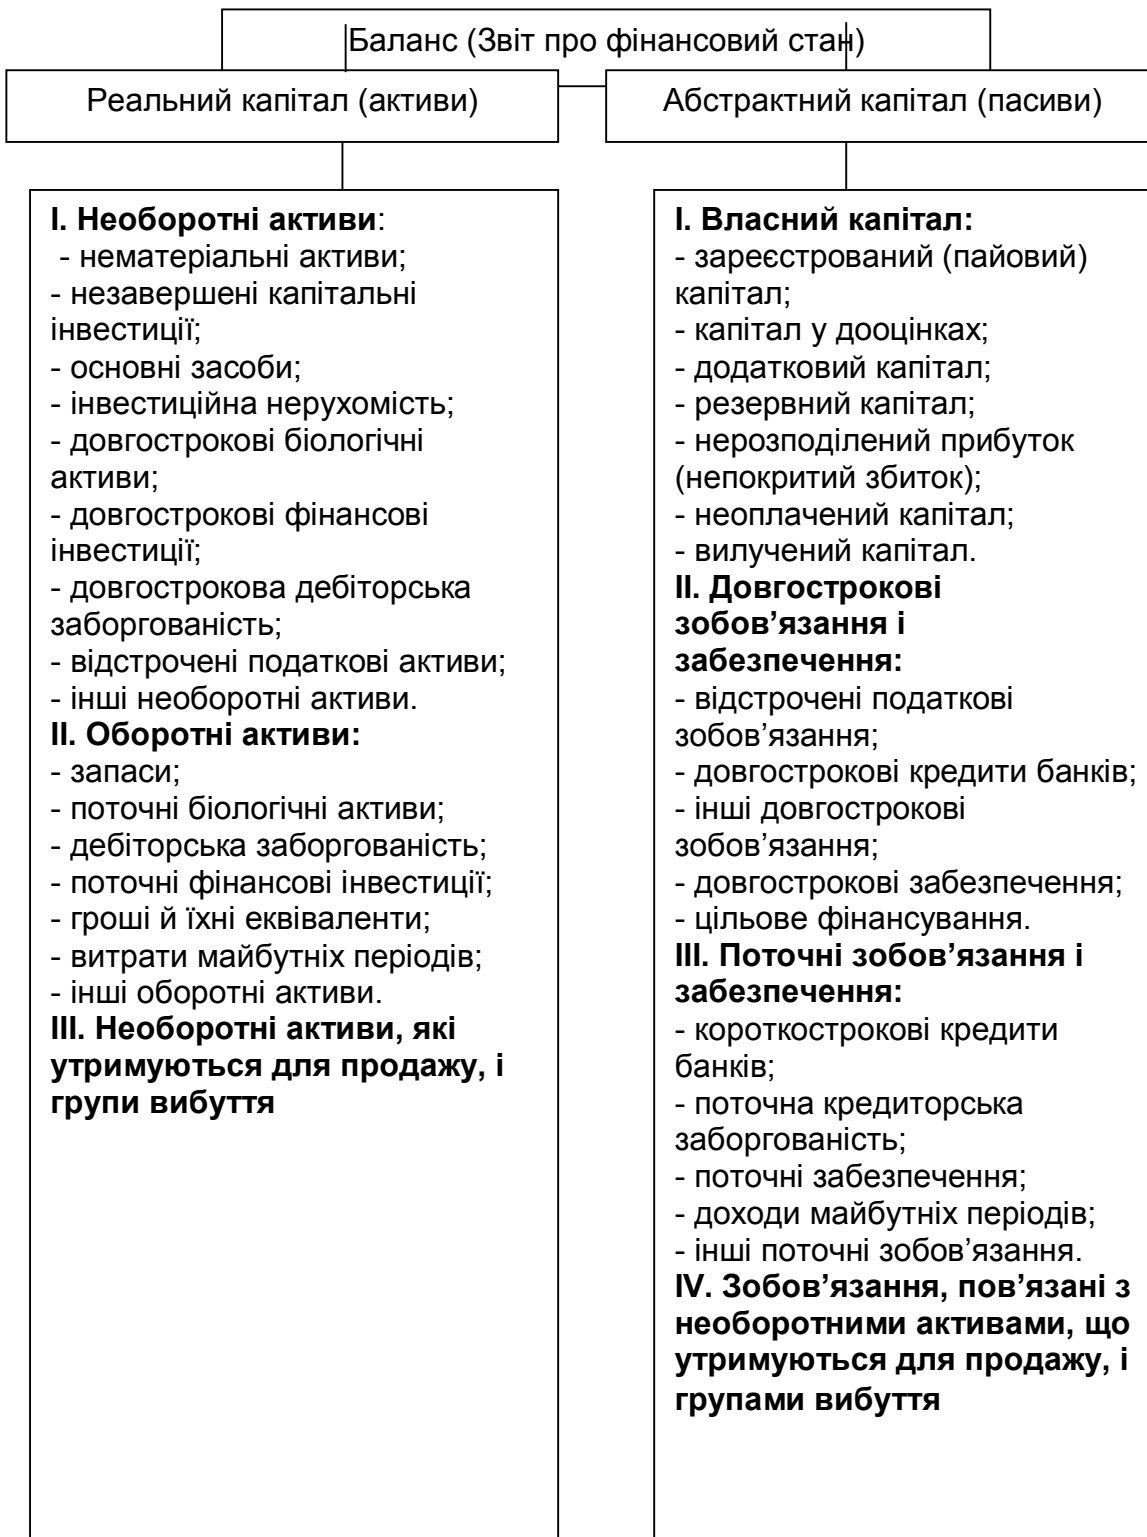 Баланс (Звіт про фінансовий стан)
Реальний капітал (активи)
Абстрактний капітал (пасиви)
I. Необоротні активи:
- нематеріальні активи;
- незавершені капітальні
інвестиції;
- основні засоби;
- інвестиційна нерухомість;
- довгострокові біологічні
активи;
- довгострокові фінансові
інвестиції;
- довгострокова дебіторська
заборгованість;
- відстрочені податкові активи;
- інші необоротні активи.
II. Оборотні активи:
- запаси;
- поточні біологічні активи;
- дебіторська заборгованість;
- поточні фінансові інвестиції;
- гроші й їхні еквіваленти;
- витрати майбутніх періодів;
- інші оборотні активи.
III. Необоротні активи, які
утримуються для продажу, і
групи вибуття
I. Власний капітал:
- зареєстрований (пайовий)
капітал;
- капітал у дооцінках;
- додатковий капітал;
- резервний капітал;
- нерозподілений прибуток
(непокритий збиток);
- неоплачений капітал;
- вилучений капітал.
II. Довгострокові
зобов’язання і
забезпечення:
- відстрочені податкові
зобов’язання;
- довгострокові кредити банків;
- інші довгострокові
зобов’язання;
- довгострокові забезпечення;
- цільове фінансування.
III. Поточні зобов’язання і
забезпечення:
- короткострокові кредити
банків;
- поточна кредиторська
заборгованість;
- поточні забезпечення;
- доходи майбутніх періодів;
- інші поточні зобов’язання.
IV. Зобов’язання, пов’язані з
необоротними активами, що
утримуються для продажу, і
групами вибуття